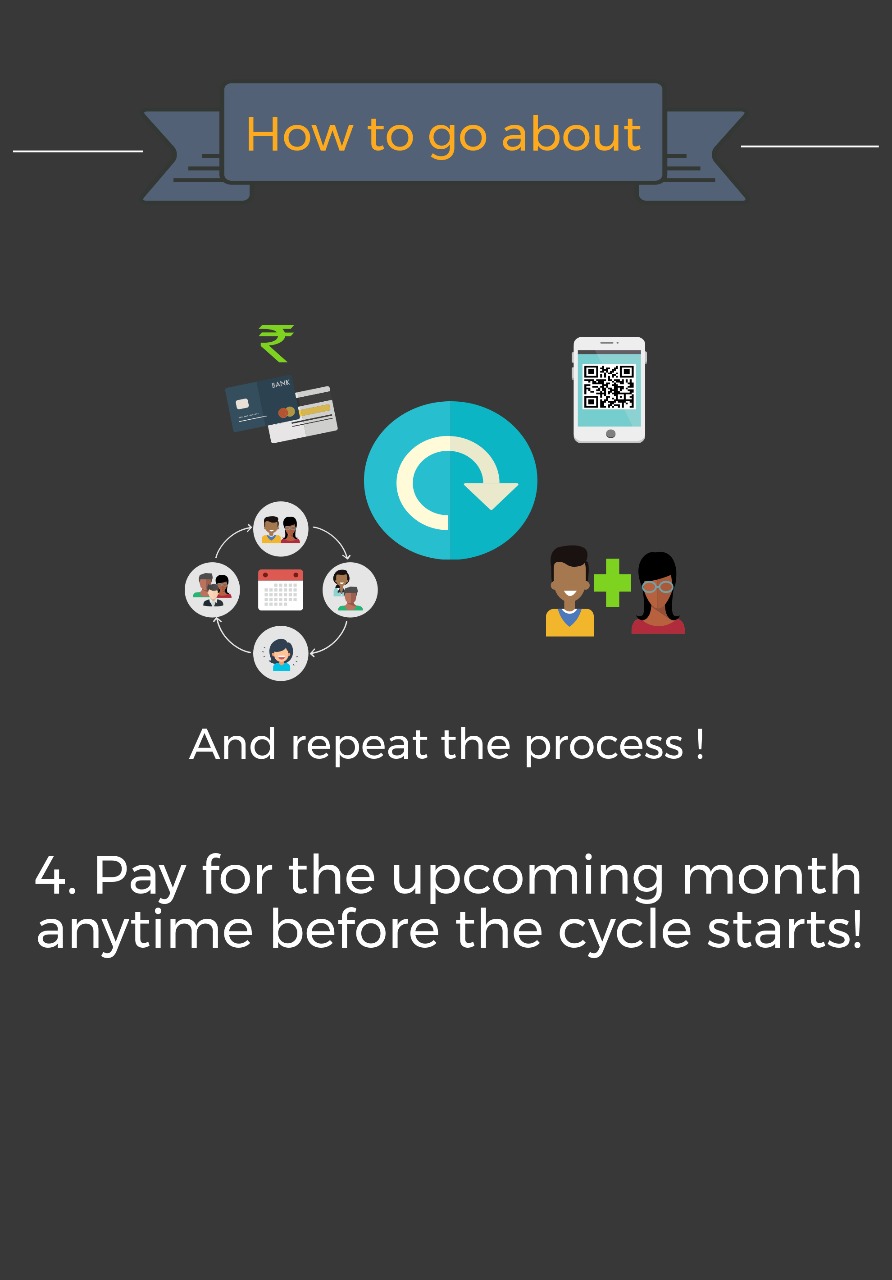 How to go about
₹
BANK
And repeat the process !
4. Pay for the upcoming month
anytime before the cycle starts!